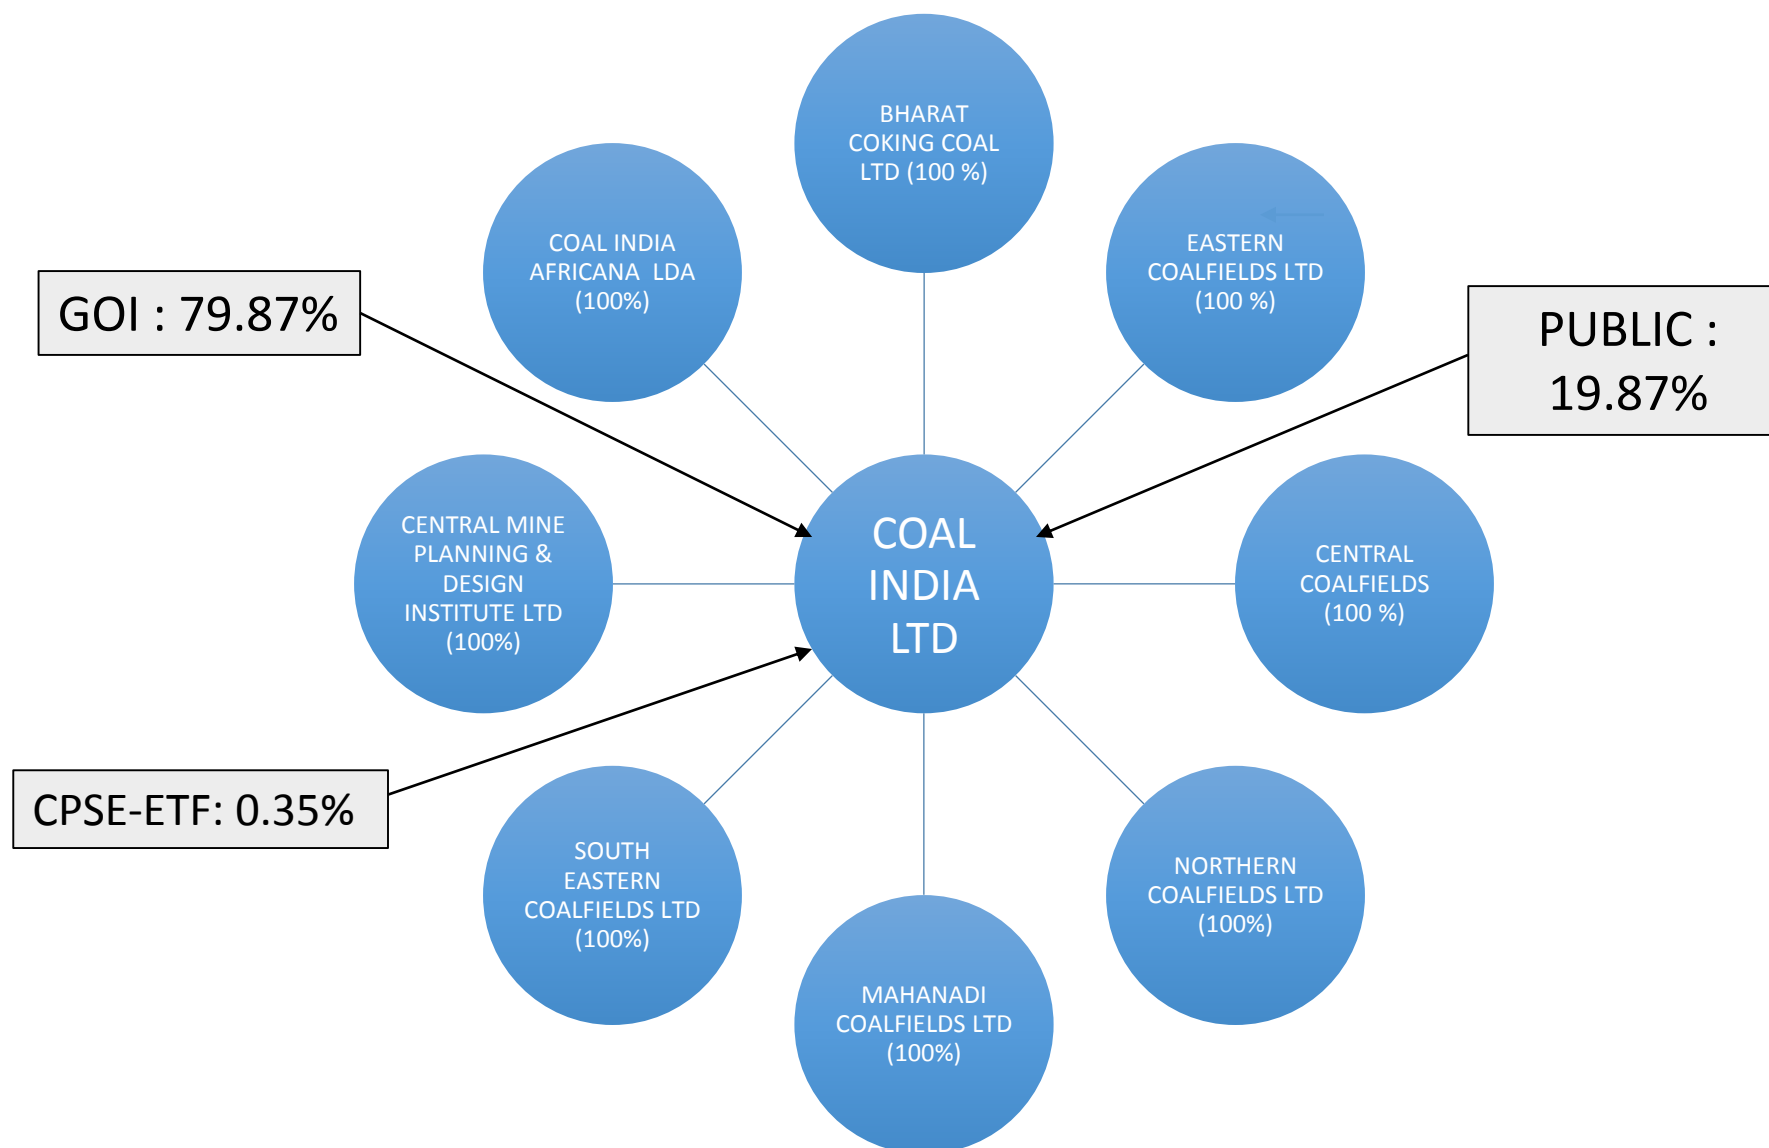 BHARAT
COKING COAL
LTD (100 %)
COAL INDIA
AFRICANA LDA
(100%)
EASTERN
COALFIELDS LTD
(100 %)
GOI : 79.87%
PUBLIC :
19.87%
CENTRAL MINE
PLANNING &
DESIGN
INSTITUTE LTD
(100%)
COAL
INDIA
LTD
CENTRAL
COALFIELDS
(100 %)
CPSE-ETF: 0.35%
SOUTH
EASTERN
COALFIELDS LTD
(100%)
NORTHERN
COALFIELDS LTD
(100%)
MAHANADI
COALFIELDS LTD
(100%)